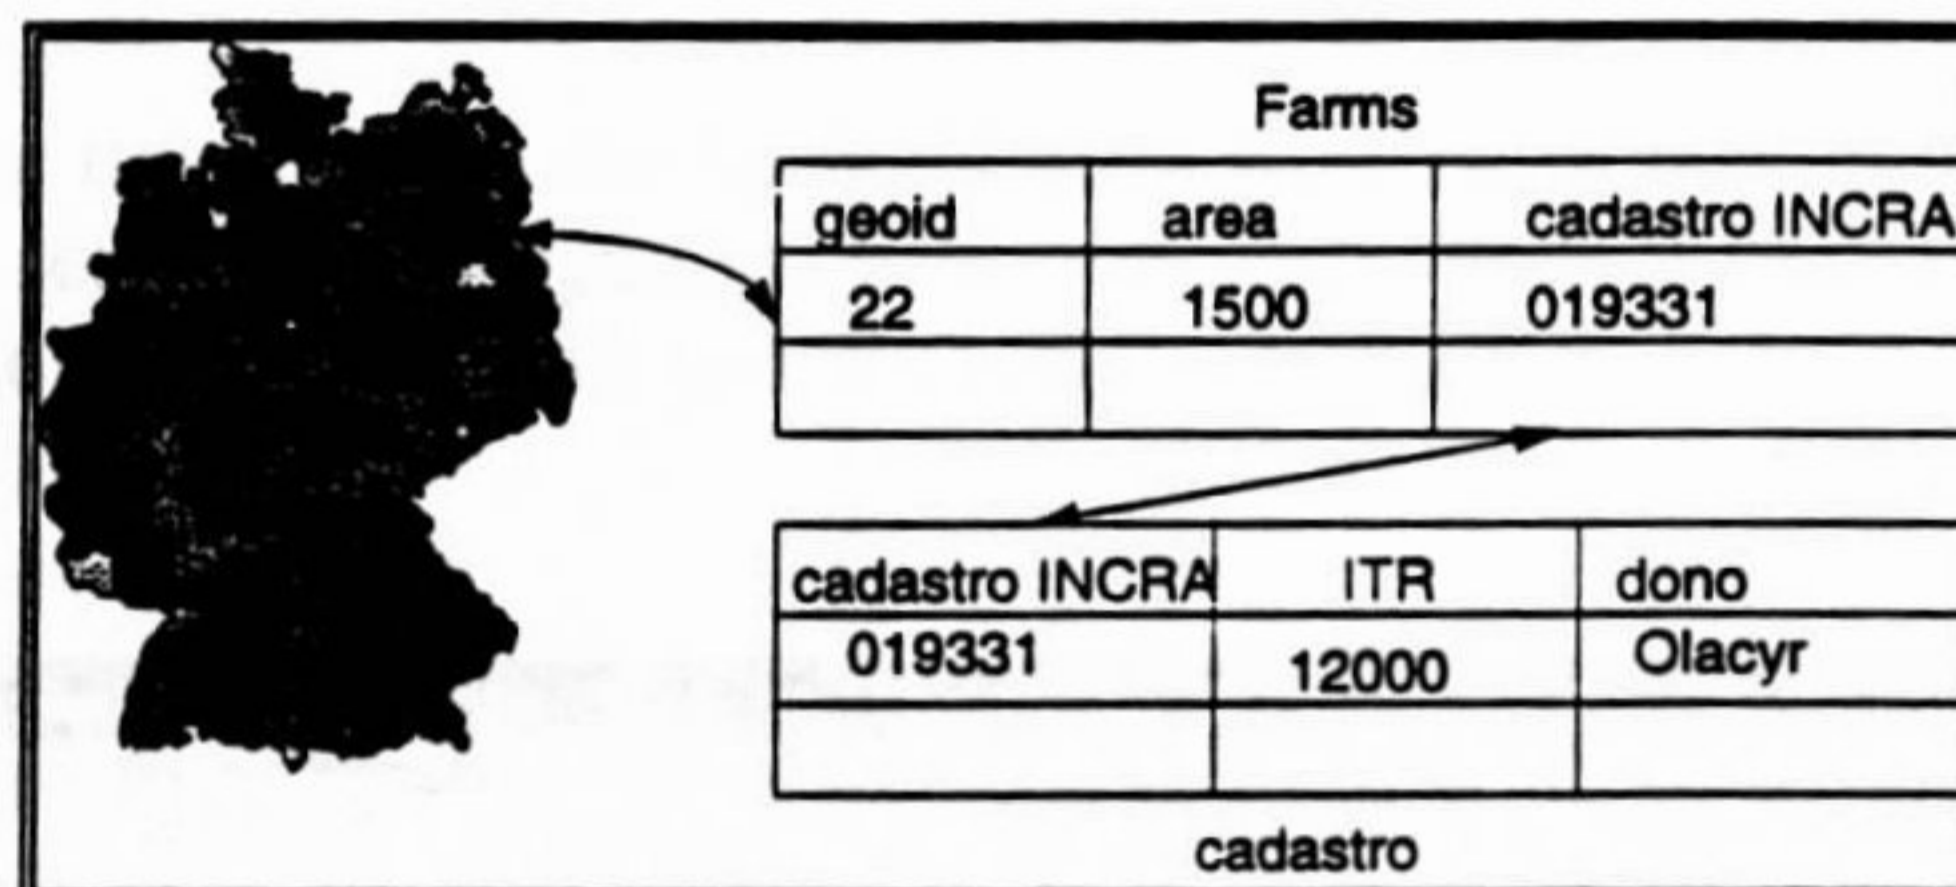 Farms
geoid area cadastro INCRA
22 1500 019331
cadastro INCRA ITR dono
019331 12000 Olacyr
cadastro